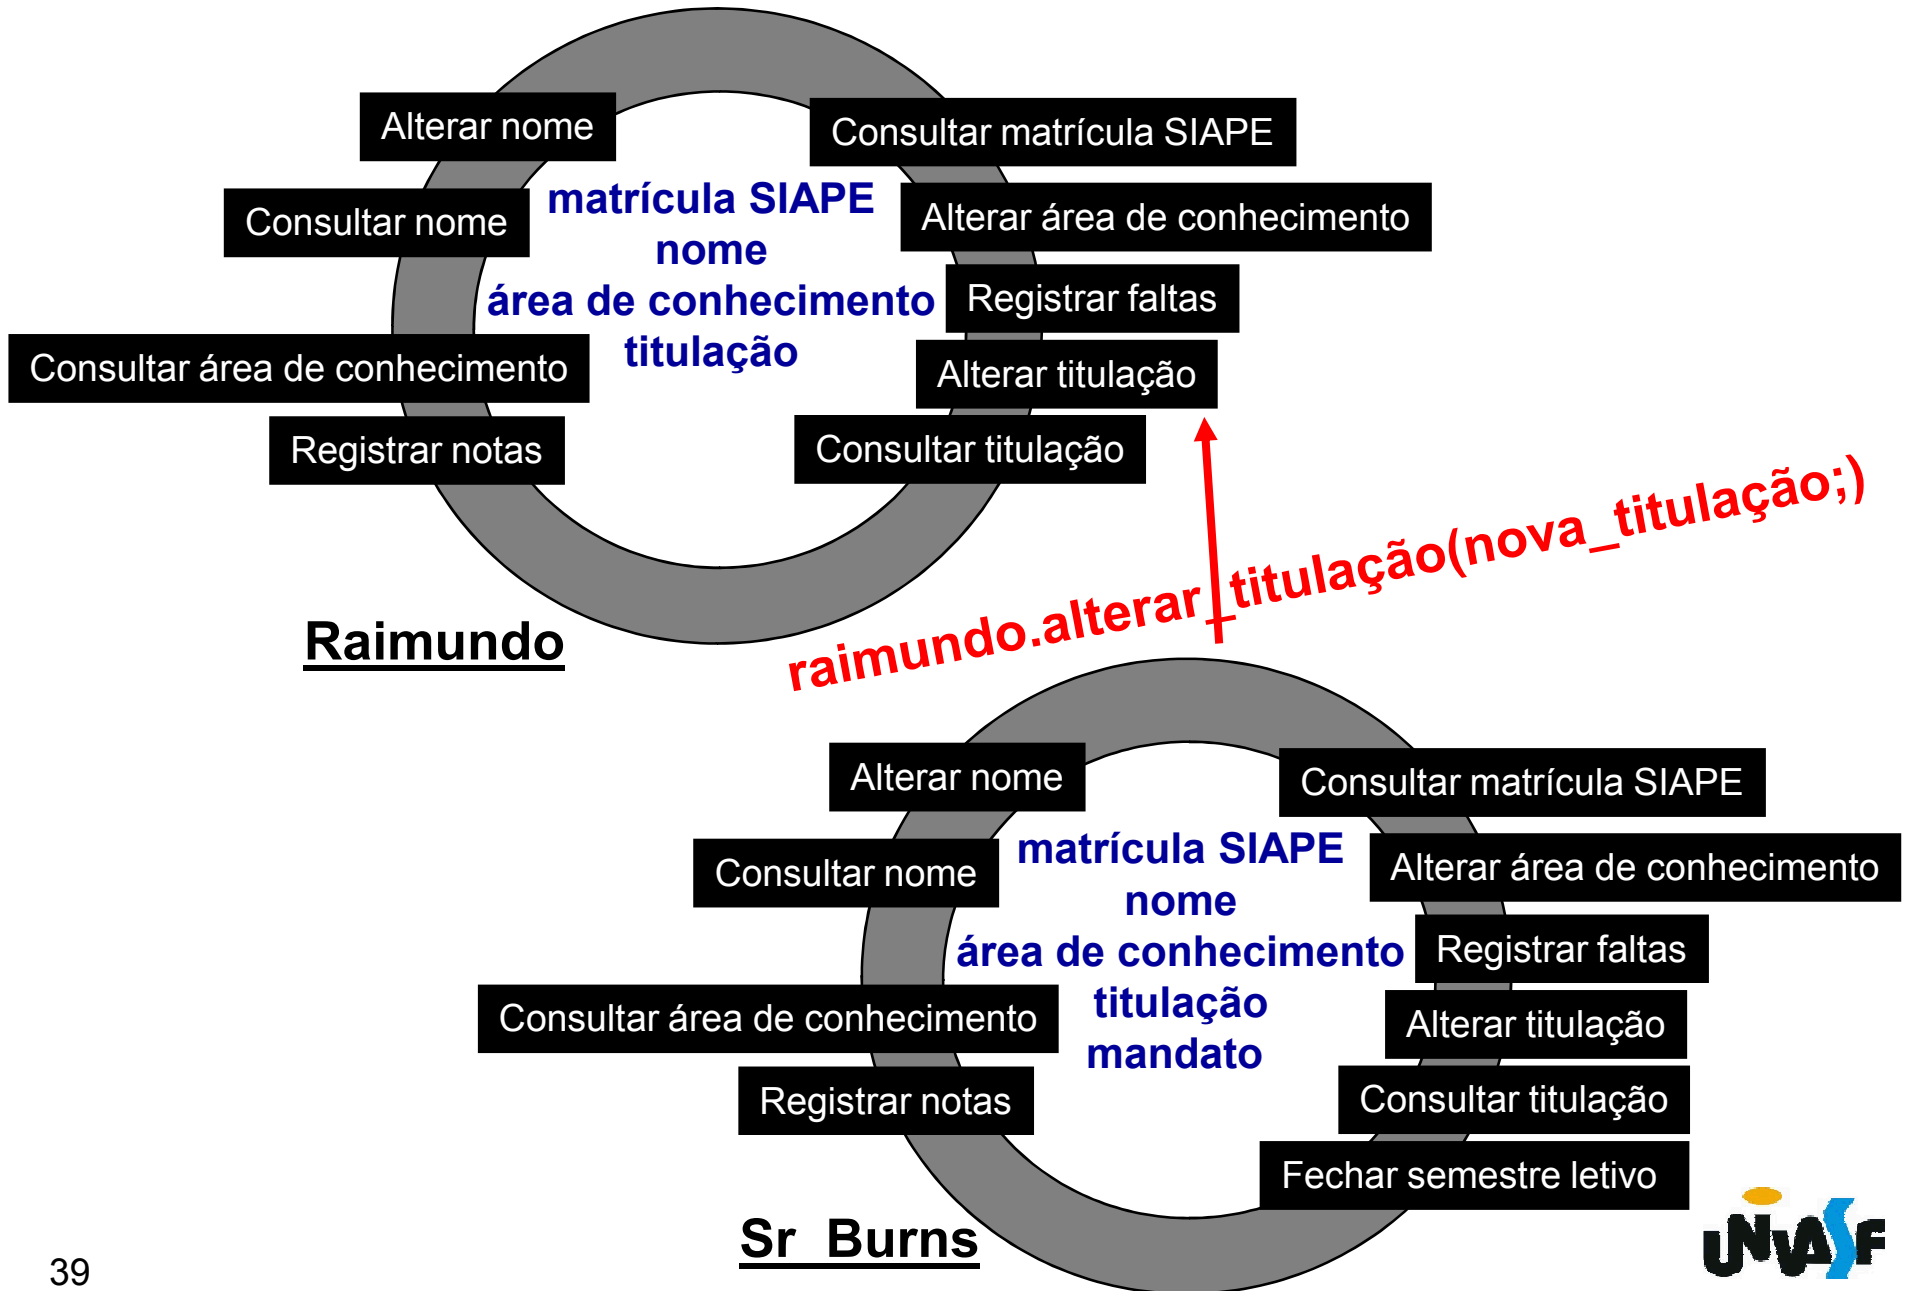 Alterar nome
Consultar matrícula SIAPE
matrícula SIAPE
Consultar nome
Alterar área de conhecimento
nome
área de conhecimento
Registrar faltas
titulação
Consultar área de conhecimento
Alterar titulação
Registrar notas
Consultar titulação
raimundo.alterar_titulação(nova_titulação;)
Raimundo
Alterar nome
Consultar matrícula SIAPE
matrícula SIAPE
Consultar nome
Alterar área de conhecimento
nome
área de conhecimento
Registrar faltas
titulação
Consultar área de conhecimento
Alterar titulação
mandato
Registrar notas
Consultar titulação
Fechar semestre letivo
Sr Burns
UNIVASF
39